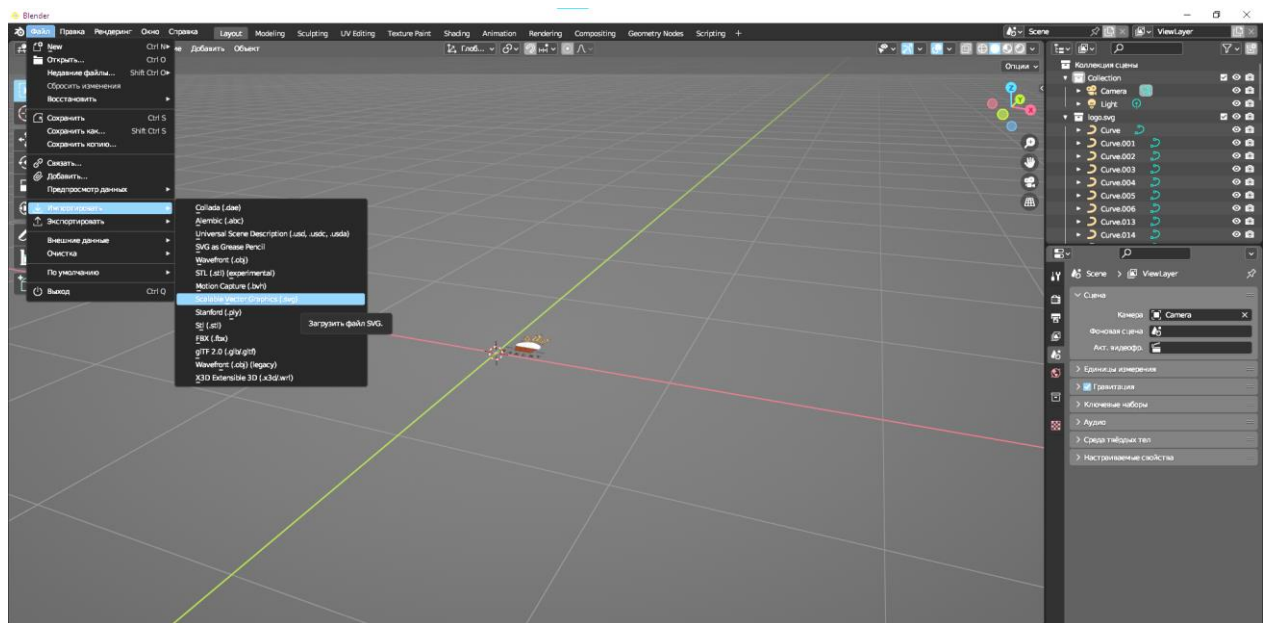 Blender
Файл Правка Рендеринг Окно Справка Layout Modeling Sculpting UV Editing Texture Paint Shading Animation Rendering Compositing Geometry Nodes Scripting + Scene ViewLayer
Добавить Объект Глоб...
Опции
New Ctrl N
Открыть... Ctrl O
Недавние файлы... Shift Ctrl O
Сбросить изменения
Восстановить
Сохранить Ctrl S
Сохранить как... Shift Ctrl S
Сохранить копию...
Связать...
Добавить...
Предпросмотр данных
Импортировать
Экспортировать
Внешние данные
Очистка
По умолчанию
Выход Ctrl Q
Collada (.dae)
Alembic (.abc)
Universal Scene Description (.usd, .usdc, .usda)
SVG as Grease Pencil
Wavefront (.obj)
STL (.stl) (experimental)
Motion Capture (.bvh)
Scalable Vector Graphics (.svg)
Stanford (.ply)
Stl (.stl)
FBX (.fbx)
glTF 2.0 (.glb/.gltf)
Wavefront (.obj) (legacy)
X3D Extensible 3D (.x3d/.wrl)
Загрузить файл SVG.
Z
Y
X
Коллекция сцены
Collection
Camera
Light
logo.svg
Curve
Curve.001
Curve.002
Curve.003
Curve.004
Curve.005
Curve.006
Curve.013
Curve.014
Scene > ViewLayer
Сцена
Камера Camera
Фоновая сцена
Акт. видеофр.
Единицы измерения
Гравитация
Ключевые наборы
Аудио
Среда твёрдых тел
Настраиваемые свойства